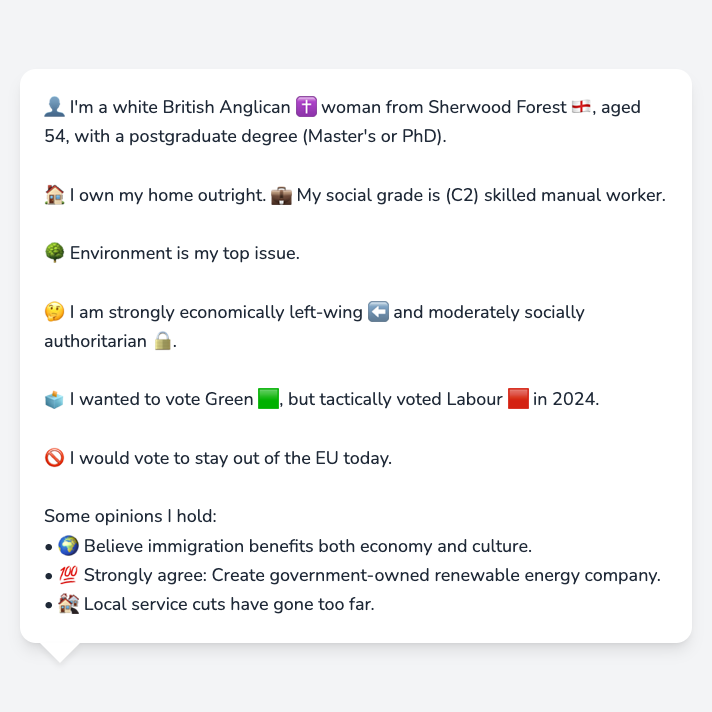 👤 I'm a white British Anglican ✝️ woman from Sherwood Forest 🏴󠁧󠁢󠁥󠁮󠁧󠁿, aged
54, with a postgraduate degree (Master's or PhD).
🏠 I own my home outright. 💼 My social grade is (C2) skilled manual worker.
🌳 Environment is my top issue.
🤔 I am strongly economically left-wing ⬅️ and moderately socially
authoritarian 🔒.
🗳️ I wanted to vote Green 🟩, but tactically voted Labour 🟥 in 2024.
🚫 I would vote to stay out of the EU today.
Some opinions I hold:
• 🌍 Believe immigration benefits both economy and culture.
• 💯 Strongly agree: Create government-owned renewable energy company.
• 🏘️ Local service cuts have gone too far.